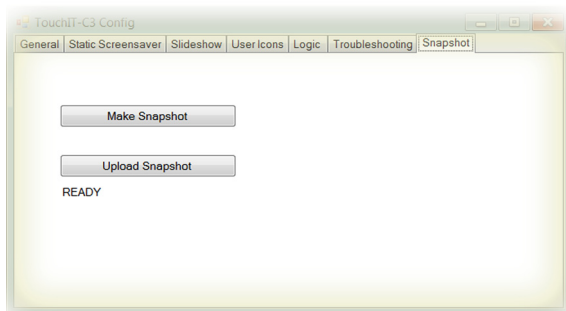 TouchIT-C3 Config
General Static Screensaver Slideshow User Icons Logic Troubleshooting Snapshot
Make Snapshot
Upload Snapshot
READY